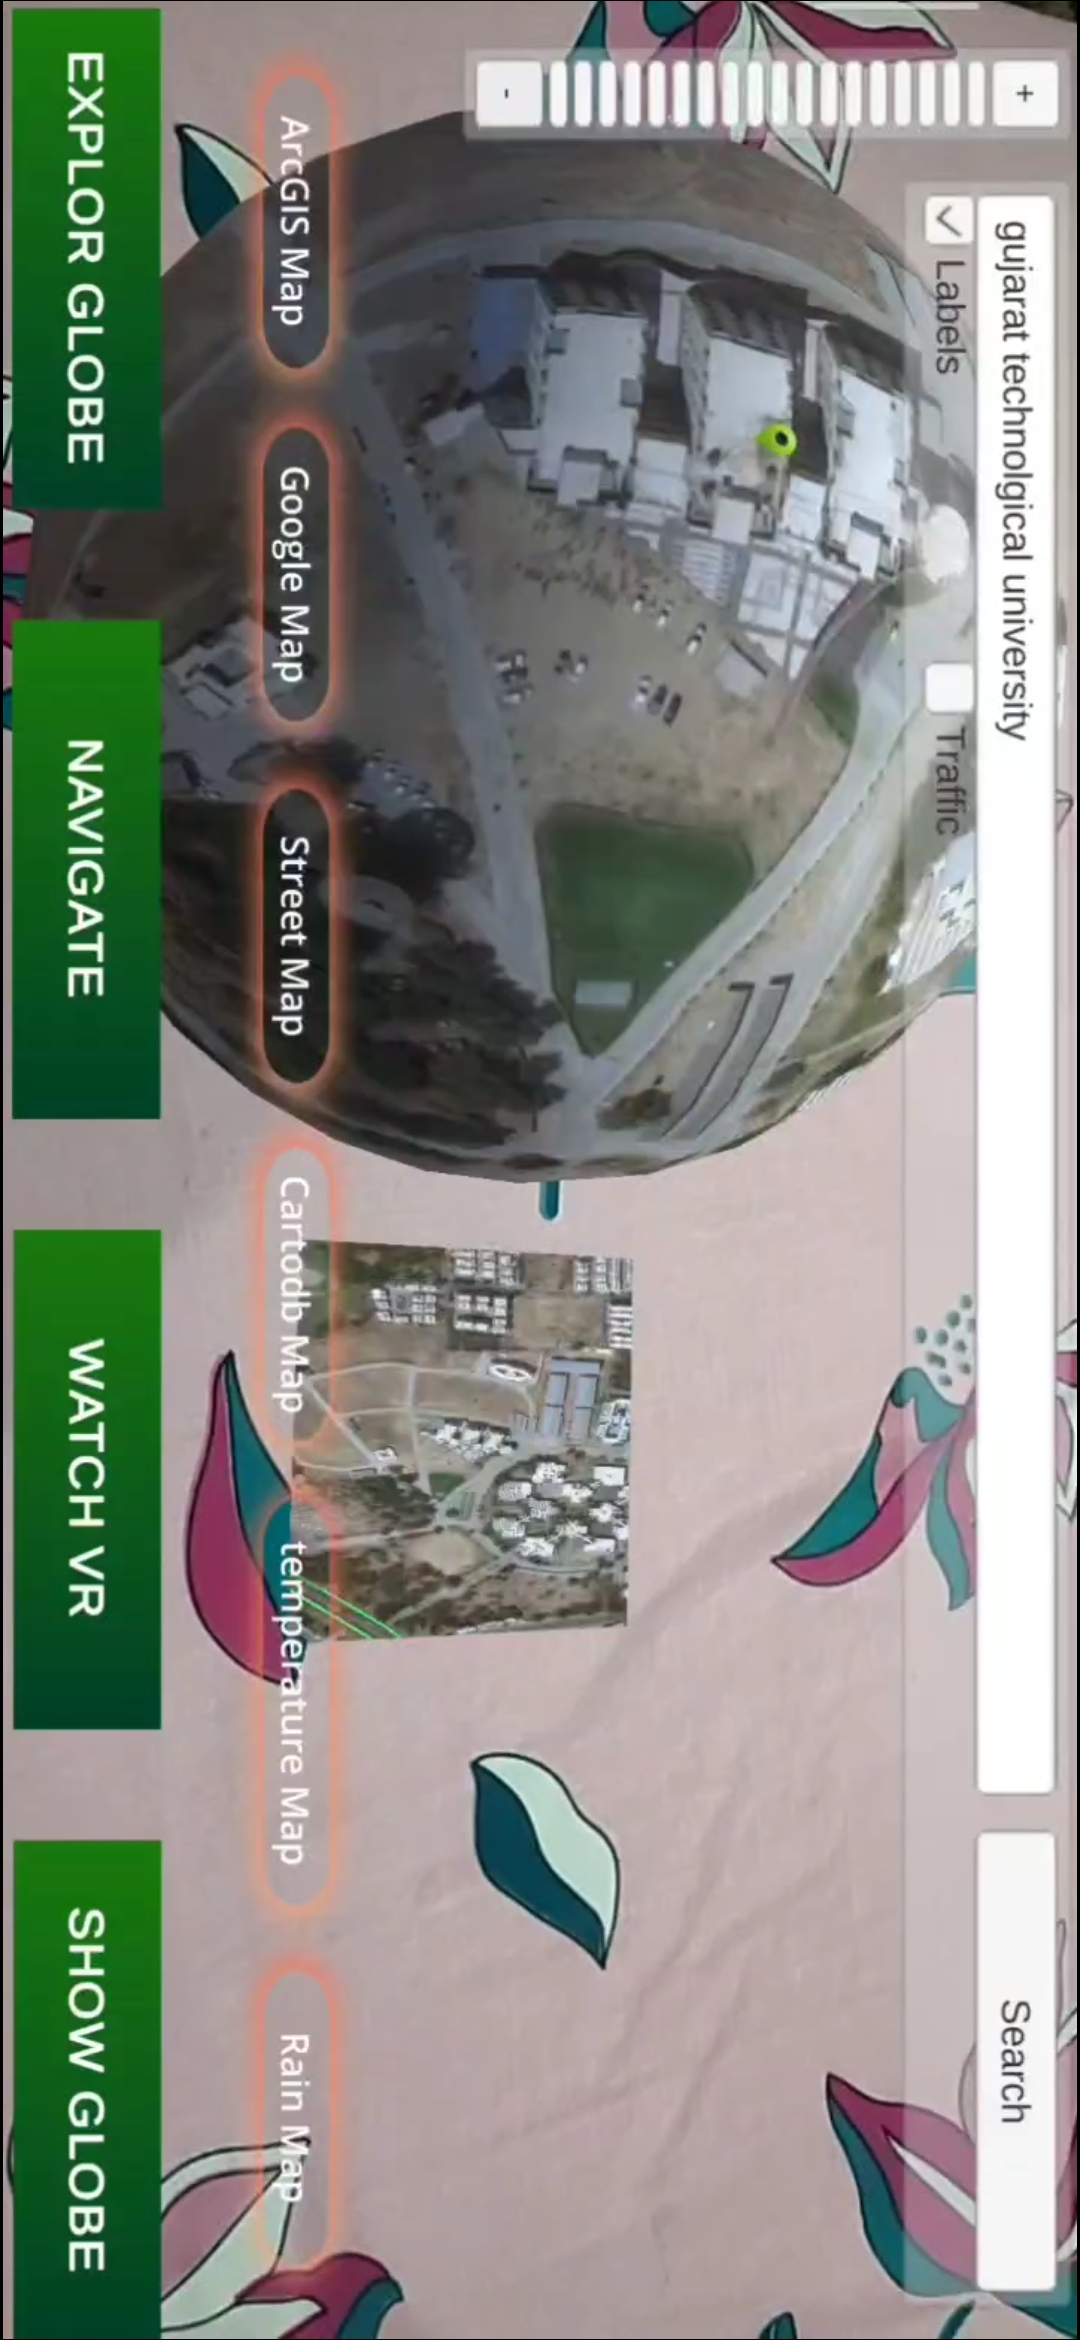 +
gujarat technolgical university
Search
Labels
Traffic
-
ArcGIS Map
Google Map
Street Map
Cartodb Map
temperature Map
Rain Map
EXPLOR GLOBE
NAVIGATE
WATCH VR
SHOW GLOBE